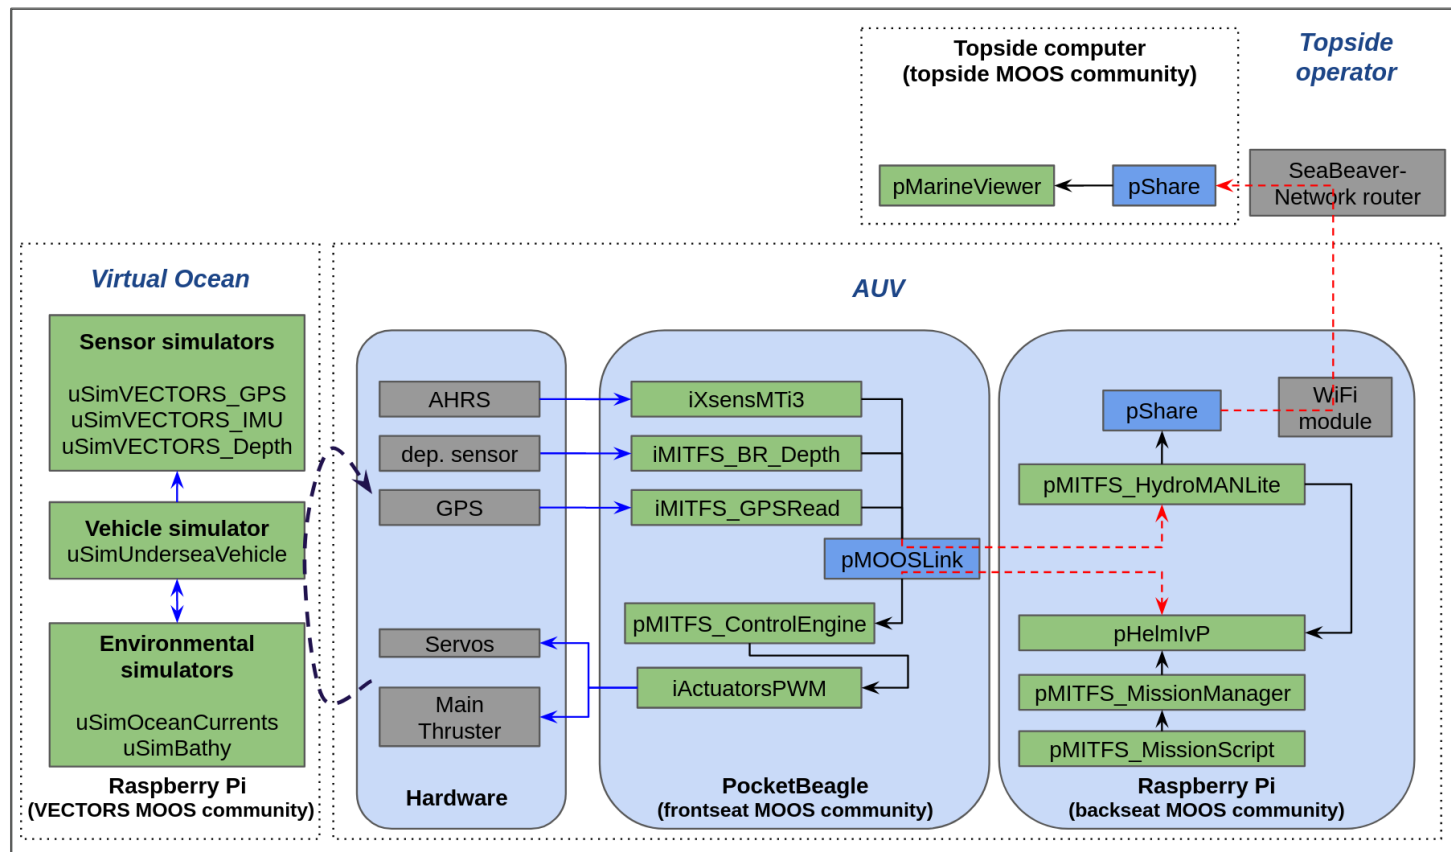 Topside computer
(topside MOOS community)
Topside
operator
pMarineViewer
pShare
SeaBeaver-
Network router
Virtual Ocean
Sensor simulators
uSimVECTORS_GPS
uSimVECTORS_IMU
uSimVECTORS_Depth
Vehicle simulator
uSimUnderseaVehicle
Environmental
simulators
uSimOceanCurrents
uSimBathy
Raspberry Pi
(VECTORS MOOS community)
AUV
AHRS
dep. sensor
GPS
Servos
Main
Thruster
Hardware
iXsensMTi3
iMITFS_BR_Depth
iMITFS_GPSRead
pMOOSLink
pMITFS_ControlEngine
iActuatorsPWM
PocketBeagle
(frontseat MOOS community)
pShare
WiFi
module
pMITFS_HydroMANLite
pHelmIvP
pMITFS_MissionManager
pMITFS_MissionScript
Raspberry Pi
(backseat MOOS community)